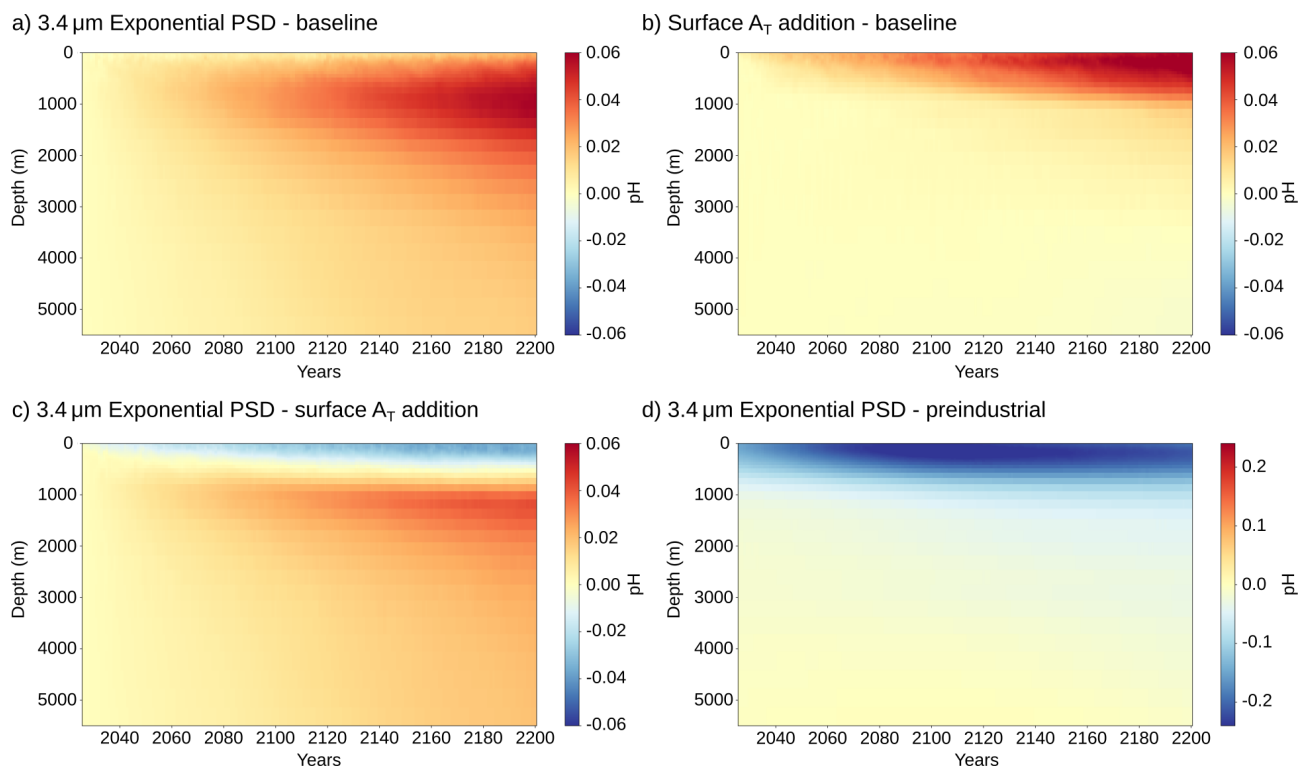 a) 3.4 µm Exponential PSD - baseline
0
1000
2000
3000
4000
5000
Depth (m)
2040 2060 2080 2100 2120 2140 2160 2180 2200
Years
0.06
0.04
0.02
0.00
-0.02
-0.04
-0.06
pH
b) Surface A_T addition - baseline
0
1000
2000
3000
4000
5000
Depth (m)
2040 2060 2080 2100 2120 2140 2160 2180 2200
Years
0.06
0.04
0.02
0.00
-0.02
-0.04
-0.06
pH
c) 3.4 µm Exponential PSD - surface A_T addition
0
1000
2000
3000
4000
5000
Depth (m)
2040 2060 2080 2100 2120 2140 2160 2180 2200
Years
0.06
0.04
0.02
0.00
-0.02
-0.04
-0.06
pH
d) 3.4 µm Exponential PSD - preindustrial
0
1000
2000
3000
4000
5000
Depth (m)
2040 2060 2080 2100 2120 2140 2160 2180 2200
Years
0.2
0.1
0.0
-0.1
-0.2
pH